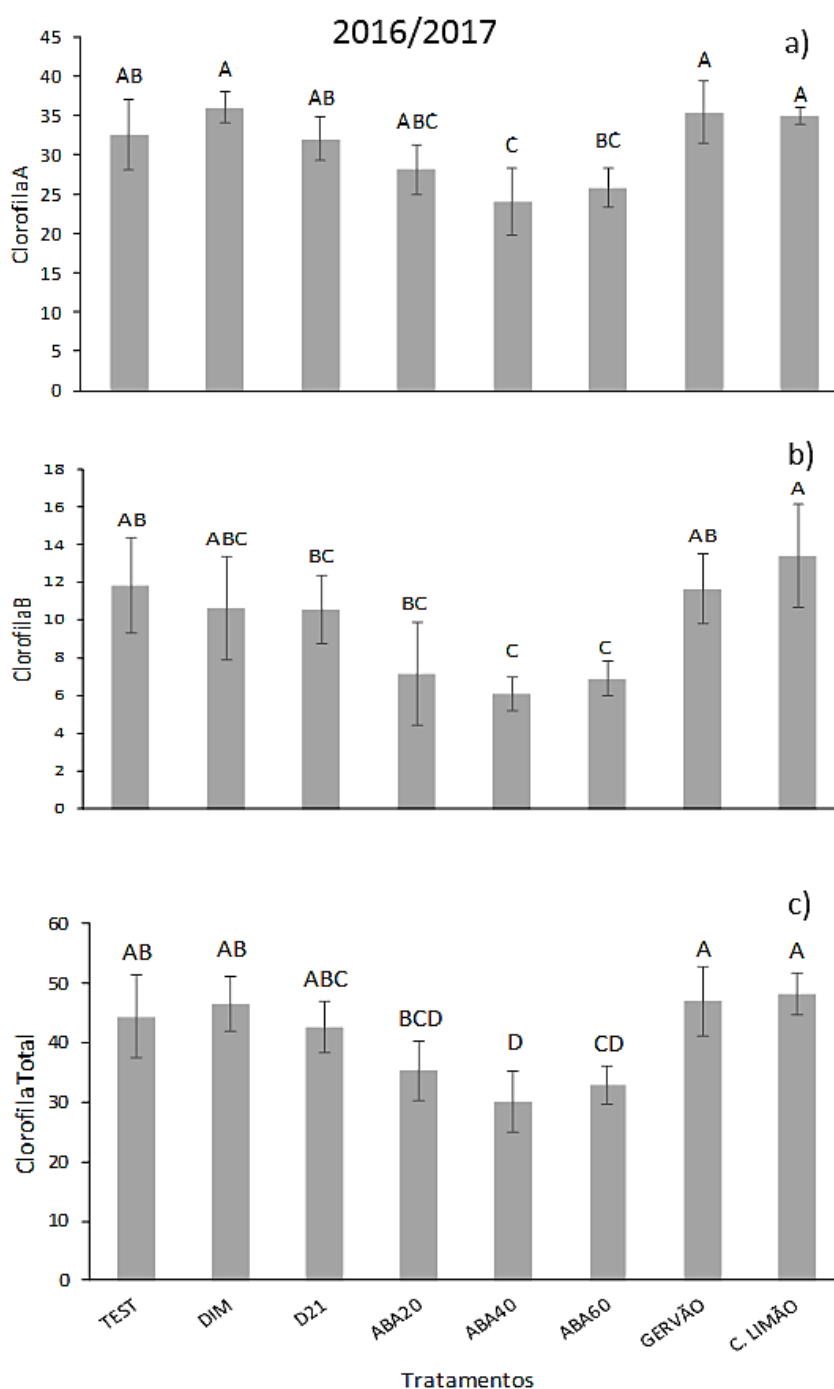 2016/2017
a)
45
40
35
30
25
20
15
10
5
0
ClorofilaA
AB
A
AB
ABC
C
BC
A
A
b)
18
16
14
12
10
8
6
4
2
0
ClorofilaB
AB
ABC
BC
BC
C
C
AB
A
c)
60
50
40
30
20
10
0
Clorofila Total
AB
AB
ABC
BCD
D
CD
A
A
TEST
DIM
D21
ABA20
ABA40
ABA60
GERVÃO
C. LIMÃO
Tratamentos